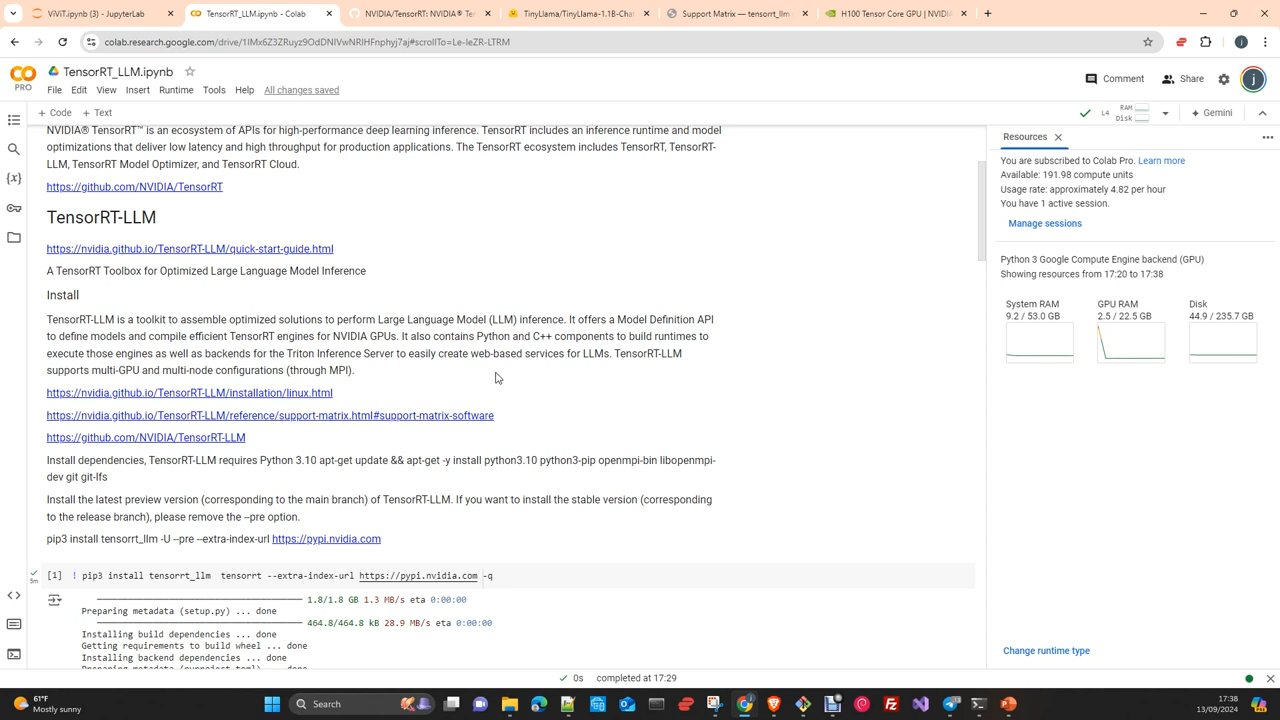 ViViT.ipynb (3) - JupyterLab
TensorRT_LLM.ipynb - Colab
NVIDIA/TensorRT: NVIDIA® Te
TinyLlama/TinyLlama-1.1B-Cha
Support Matrix — tensorrt_llm
H100 Tensor Core GPU | NVIDIA
colab.research.google.com/drive/1IMx6Z3ZRuyz9OdDNIVwNRIHFnphyj7aj#scrollTo=Le-IeZR-LTRM
TensorRT_LLM.ipynb
PRO
File Edit View Insert Runtime Tools Help All changes saved
Comment Share j
+ Code + Text
L4 RAM Disk Gemini
NVIDIA® TensorRT™ is an ecosystem of APIs for high-performance deep learning inference. TensorRT includes an inference runtime and model
optimizations that deliver low latency and high throughput for production applications. The TensorRT ecosystem includes TensorRT, TensorRT-
LLM, TensorRT Model Optimizer, and TensorRT Cloud.
https://github.com/NVIDIA/TensorRT
TensorRT-LLM
https://nvidia.github.io/TensorRT-LLM/quick-start-guide.html
A TensorRT Toolbox for Optimized Large Language Model Inference
Install
TensorRT-LLM is a toolkit to assemble optimized solutions to perform Large Language Model (LLM) inference. It offers a Model Definition API
to define models and compile efficient TensorRT engines for NVIDIA GPUs. It also contains Python and C++ components to build runtimes to
execute those engines as well as backends for the Triton Inference Server to easily create web-based services for LLMs. TensorRT-LLM
supports multi-GPU and multi-node configurations (through MPI).
https://nvidia.github.io/TensorRT-LLM/installation/linux.html
https://nvidia.github.io/TensorRT-LLM/reference/support-matrix.html#support-matrix-software
https://github.com/NVIDIA/TensorRT-LLM
Install dependencies, TensorRT-LLM requires Python 3.10 apt-get update && apt-get -y install python3.10 python3-pip openmpi-bin libopenmpi-
dev git git-lfs
Install the latest preview version (corresponding to the main branch) of TensorRT-LLM. If you want to install the stable version (corresponding
to the release branch), please remove the --pre option.
pip3 install tensorrt_llm -U --pre --extra-index-url https://pypi.nvidia.com
[1] ! pip3 install tensorrt_llm tensorrt --extra-index-url https://pypi.nvidia.com -q
5m
1.8/1.8 GB 1.3 MB/s eta 0:00:00
Preparing metadata (setup.py) ... done
464.8/464.8 kB 28.9 MB/s eta 0:00:00
Installing build dependencies ... done
Getting requirements to build wheel ... done
Installing backend dependencies ... done
Preparing metadata (pyproject.toml) ... done
Resources
You are subscribed to Colab Pro. Learn more
Available: 191.98 compute units
Usage rate: approximately 4.82 per hour
You have 1 active session.
Manage sessions
Python 3 Google Compute Engine backend (GPU)
Showing resources from 17:20 to 17:38
System RAM
9.2 / 53.0 GB
GPU RAM
2.5 / 22.5 GB
Disk
44.9 / 235.7 GB
Change runtime type
0s completed at 17:29
61°F
Mostly sunny
Search
17:38
13/09/2024